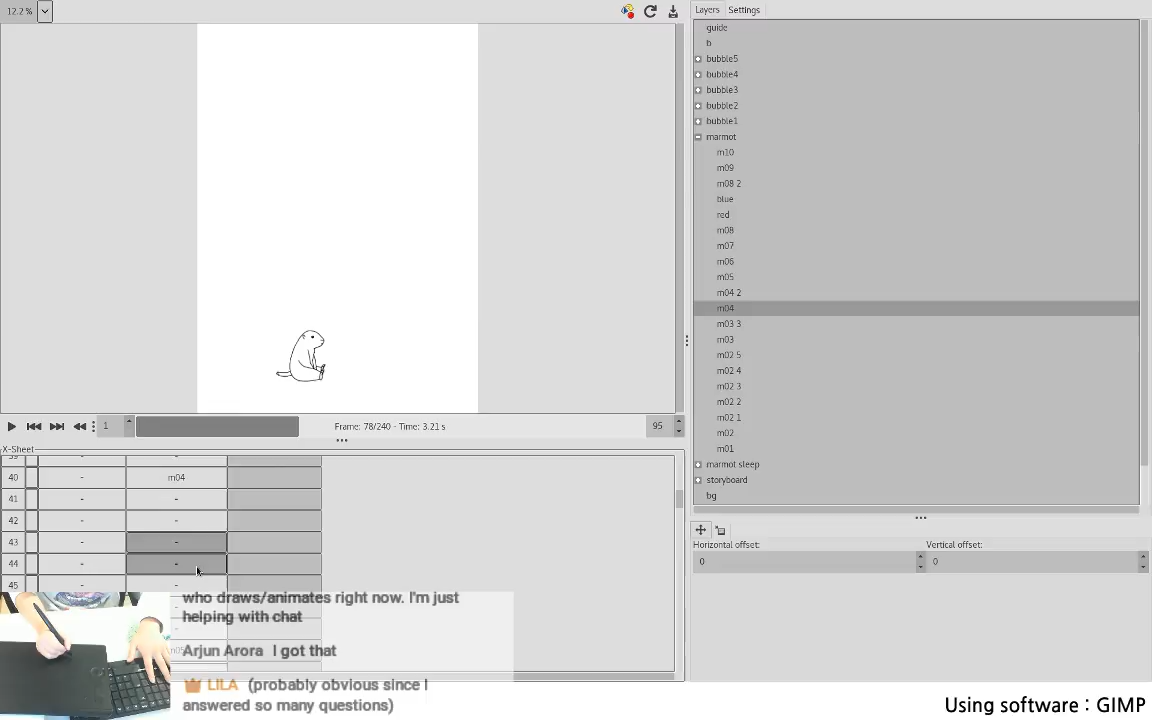 12.2 %
Layers Settings
guide
b
bubble5
bubble4
bubble3
bubble2
bubble1
marmot
m10
m09
m08 2
blue
red
m08
m07
m06
m05
m04 2
m04
m03 3
m03
m02 5
m02 4
m02 3
m02 2
m02 1
m02
m01
marmot sleep
storyboard
bg
1 Frame: 78/240 - Time: 3.21 s 95
X-Sheet
39 - -
40 - m04
41 - -
42 - -
43 - -
44 - -
45 - -
Horizontal offset: Vertical offset:
0 0
who draws/animates right now. I'm just
helping with chat
Arjun Arora I got that
LILA (probably obvious since I
answered so many questions)
Using software : GIMP